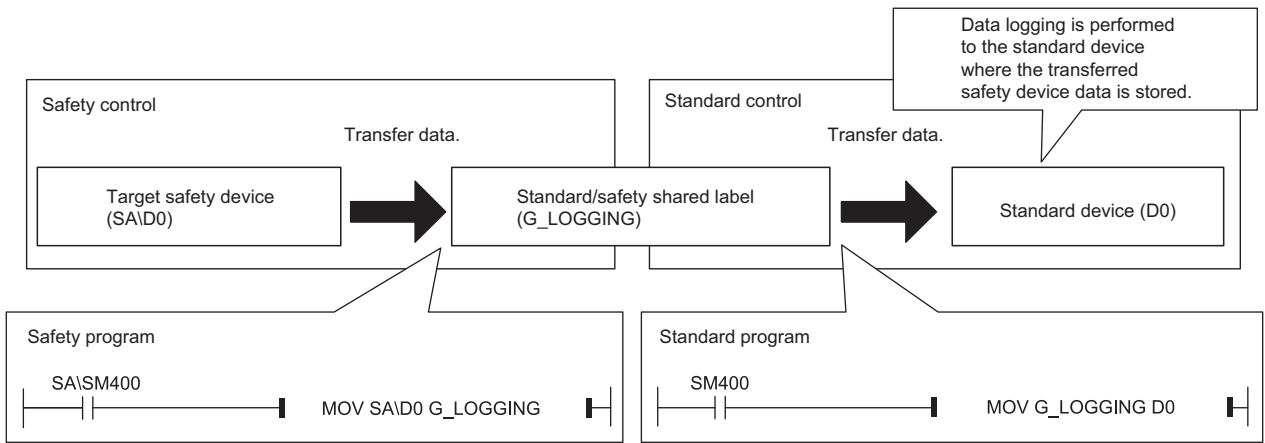 Data logging is performed
to the standard device
where the transferred
safety device data is stored.
Safety control
Standard control
Transfer data.
Transfer data.
Target safety device
(SA\D0)
Standard/safety shared label
(G_LOGGING)
Standard device (D0)
Safety program
SA\SM400
MOV SA\D0 G_LOGGING
Standard program
SM400
MOV G_LOGGING D0